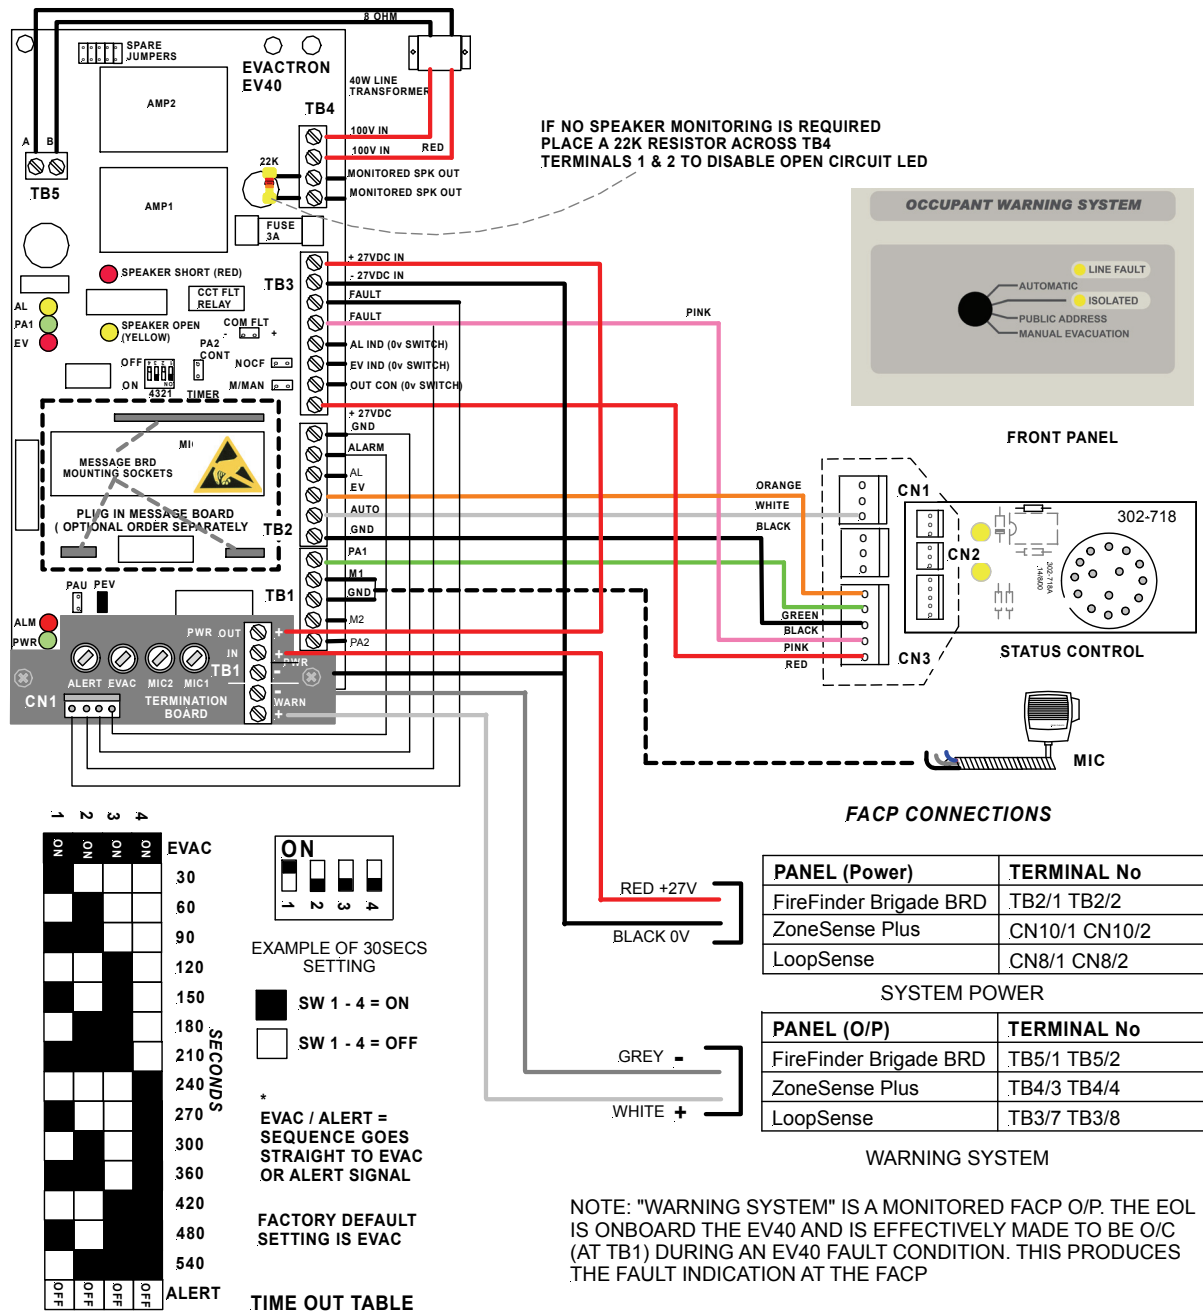 8 OHM
SPARE
JUMPERS
EVACTRON
EV40
40W LINE
TRANSFORMER
AMP2
TB4
100V IN
100V IN
RED
MONITORED SPK OUT
MONITORED SPK OUT
A
B
TB5
22K
AMP1
FUSE
3A
IF NO SPEAKER MONITORING IS REQUIRED
PLACE A 22K RESISTOR ACROSS TB4
TERMINALS 1 & 2 TO DISABLE OPEN CIRCUIT LED
OCCUPANT WARNING SYSTEM
LINE FAULT
AUTOMATIC
ISOLATED
PUBLIC ADDRESS
MANUAL EVACUATION
FRONT PANEL
+ 27VDC IN
- 27VDC IN
TB3
FAULT
FAULT
AL IND (0v SWITCH)
EV IND (0v SWITCH)
OUT CON (0v SWITCH)
+ 27VDC
SPEAKER SHORT (RED)
CCT FLT
RELAY
AL
PA1
EV
SPEAKER OPEN
(YELLOW)
COM FLT
-
+
PA2
CONT
OFF
ON
ON
4321
NOCF
M/MAN
TIMER
PINK
GND
ALARM
AL
EV
AUTO
GND
TB2
MESSAGE BRD
MOUNTING SOCKETS
PLUG IN MESSAGE BOARD
( OPTIONAL ORDER SEPARATELY
PA1
M1
GND
M2
PA2
TB1
PAU
PEV
ALM
PWR
PWR OUT
+
IN
+
PWR
TB1
-
-
WARN
+
ALERT
EVAC
MIC2
MIC1
CN1
TERMINATION
BOARD
ORANGE
WHITE
BLACK
CN1
CN2
302-718
302-718A
14/8/00
GREEN
BLACK
PINK
RED
CN3
STATUS CONTROL
MIC
FACP CONNECTIONS
1 2 3 4
ON ON ON ON EVAC
30
60
90
120
150
180
210
240
270
300
360
420
480
540
OFF OFF OFF OFF ALERT
SECONDS
ON
1 2 3 4
EXAMPLE OF 30SECS
SETTING
SW 1 - 4 = ON
SW 1 - 4 = OFF
*
EVAC / ALERT =
SEQUENCE GOES
STRAIGHT TO EVAC
OR ALERT SIGNAL
FACTORY DEFAULT
SETTING IS EVAC
TIME OUT TABLE
RED +27V
BLACK 0V
PANEL (Power) TERMINAL No
FireFinder Brigade BRD TB2/1 TB2/2
ZoneSense Plus CN10/1 CN10/2
LoopSense CN8/1 CN8/2
SYSTEM POWER
GREY -
WHITE +
PANEL (O/P) TERMINAL No
FireFinder Brigade BRD TB5/1 TB5/2
ZoneSense Plus TB4/3 TB4/4
LoopSense TB3/7 TB3/8
WARNING SYSTEM
NOTE: "WARNING SYSTEM" IS A MONITORED FACP O/P. THE EOL
IS ONBOARD THE EV40 AND IS EFFECTIVELY MADE TO BE O/C
(AT TB1) DURING AN EV40 FAULT CONDITION. THIS PRODUCES
THE FAULT INDICATION AT THE FACP